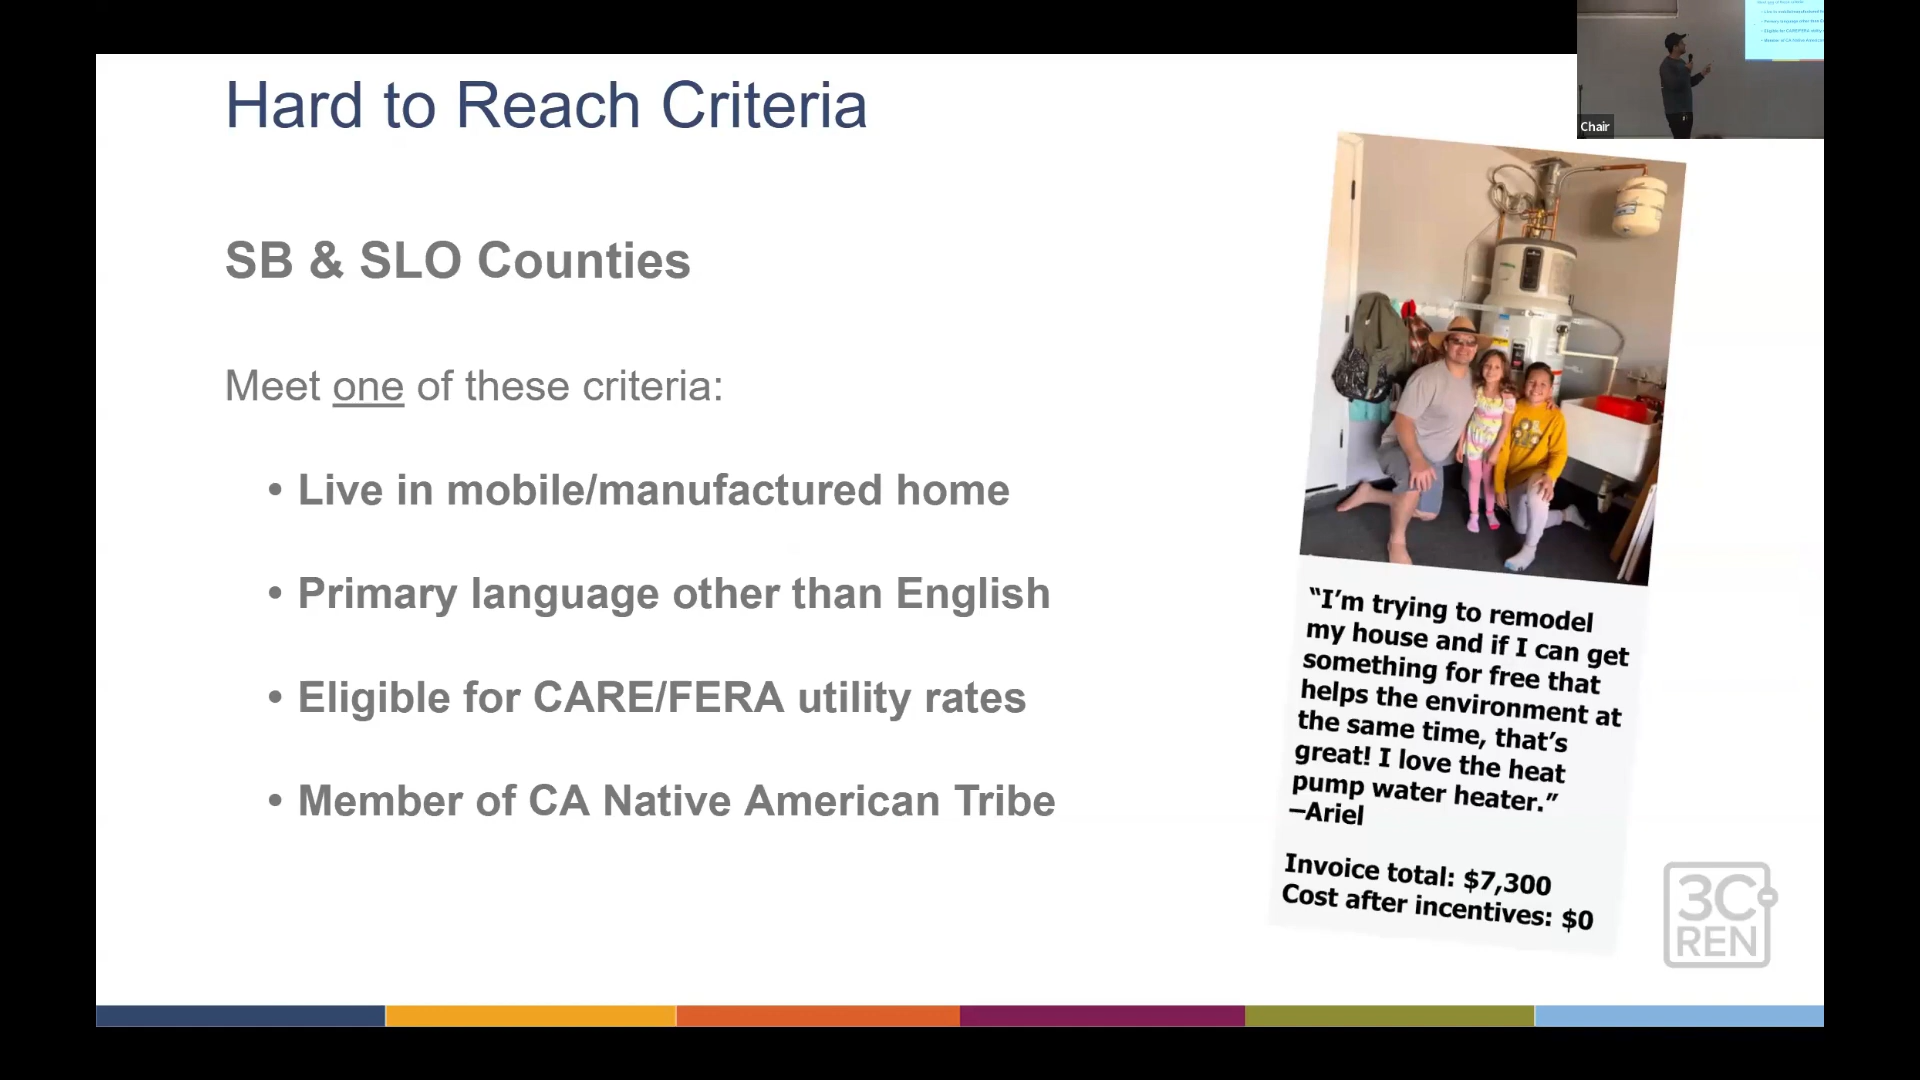 Hard to Reach Criteria
SB & SLO Counties
Meet one of these criteria:
• Live in mobile/manufactured home
• Primary language other than English
• Eligible for CARE/FERA utility rates
• Member of CA Native American Tribe
Chair
“I’m trying to remodel
my house and if I can get
something for free that
helps the environment at
the same time, that’s
great! I love the heat
pump water heater.”
—Ariel
Invoice total: $7,300
Cost after incentives: $0
3C
REN